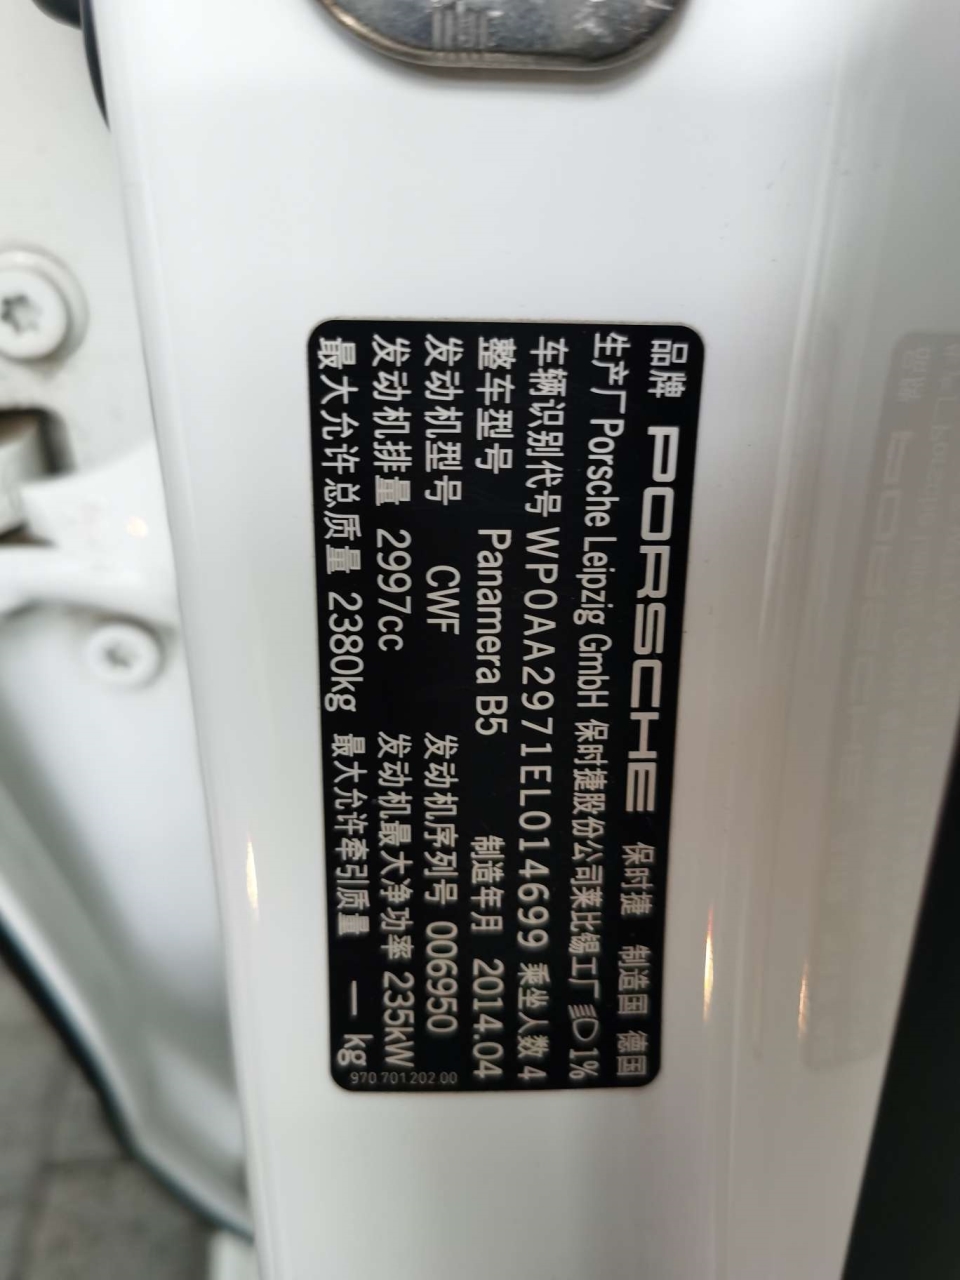 品牌 PORSCHE 保时捷 制造国 德国
生产厂 Porsche Leipzig GmbH 保时捷股份公司莱比锡工厂 1%
车辆识别代号 WP0AA2971EL014699 乘坐人数 4
整车型号 Panamera B5 制造年月 2014.04
发动机型号 CWF 发动机序列号 006950
发动机排量 2997cc 发动机最大净功率 235kW
最大允许总质量 2380kg 最大允许牵引质量 — kg
970 701.202 00